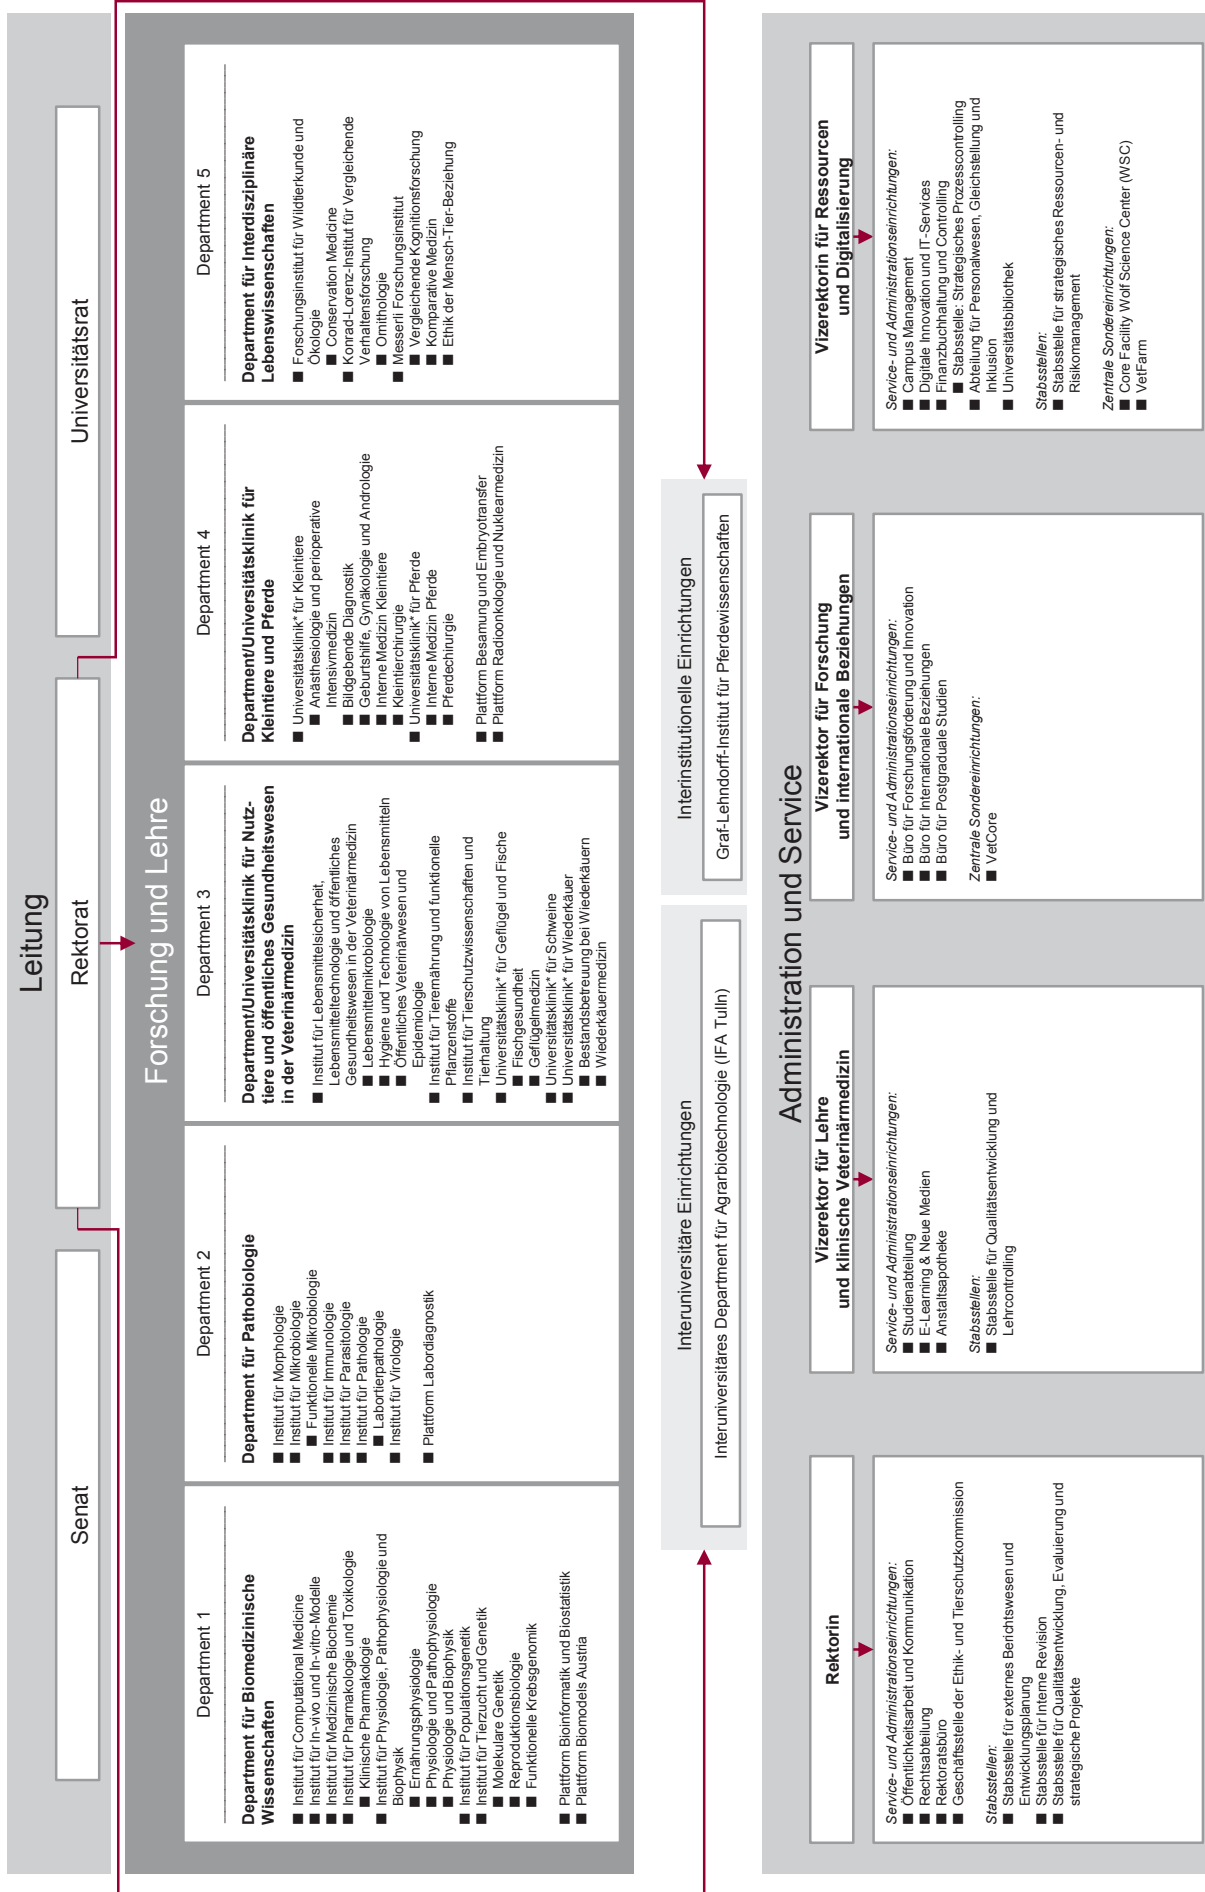 Leitung
Senat
Rektorat
Universitätsrat
Forschung und Lehre
Department 1
Department für Biomedizinische
Wissenschaften
■ Institut für Computational Medicine
■ Institut für In-vivo und In-vitro-Modelle
■ Institut für Medizinische Biochemie
■ Institut für Pharmakologie und Toxikologie
■ Klinische Pharmakologie
■ Institut für Physiologie, Pathophysiologie und
Biophysik
■ Ernährungsphysiologie
■ Physiologie und Pathophysiologie
■ Physiologie und Biophysik
■ Institut für Populationsgenetik
■ Institut für Tierzucht und Genetik
■ Molekulare Genetik
■ Reproduktionsbiologie
■ Funktionelle Krebsgenomik
■ Plattform Bioinformatik und Biostatistik
■ Plattform Biomodels Austria
Department 2
Department für Pathobiologie
■ Institut für Morphologie
■ Institut für Mikrobiologie
■ Funktionelle Mikrobiologie
■ Institut für Immunologie
■ Institut für Parasitologie
■ Institut für Pathologie
■ Labortierpathologie
■ Institut für Virologie
■ Plattform Labordiagnostik
Department 3
Department/Universitätsklinik für Nutz-
tiere und öffentliches Gesundheitswesen
in der Veterinärmedizin
■ Institut für Lebensmittelsicherheit,
Lebensmitteltechnologie und öffentliches
Gesundheitswesen in der Veterinärmedizin
■ Lebensmittelmikrobiologie
■ Hygiene und Technologie von Lebensmitteln
■ Öffentliches Veterinärwesen und
Epidemiologie
■ Institut für Tierernährung und funktionelle
Pflanzenstoffe
■ Institut für Tierschutzwissenschaften und
Tierhaltung
■ Universitätsklinik* für Geflügel und Fische
■ Fischgesundheit
■ Geflügelmedizin
■ Universitätsklinik* für Schweine
■ Universitätsklinik* für Wiederkäuer
■ Bestandsbetreuung bei Wiederkäuern
■ Wiederkäuermedizin
Department 4
Department/Universitätsklinik für
Kleintiere und Pferde
■ Universitätsklinik* für Kleintiere
■ Anästhesiologie und perioperative
Intensivmedizin
■ Bildgebende Diagnostik
■ Geburtshilfe, Gynäkologie und Andrologie
■ Interne Medizin Kleintiere
■ Kleintierchirurgie
■ Universitätsklinik* für Pferde
■ Interne Medizin Pferde
■ Pferdechirurgie
■ Plattform Besamung und Embryotransfer
■ Plattform Radioonkologie und Nuklearmedizin
Department 5
Department für Interdisziplinäre
Lebenswissenschaften
■ Forschungsinstitut für Wildtierkunde und
Ökologie
■ Conservation Medicine
■ Konrad-Lorenz-Institut für Vergleichende
Verhaltensforschung
■ Ornithologie
■ Messerli Forschungsinstitut
■ Vergleichende Kognitionsforschung
■ Komparative Medizin
■ Ethik der Mensch-Tier-Beziehung
Interuniversitäre Einrichtungen
Interuniversitäres Department für Agrarbiotechnologie (IFA Tulln)
Interinstitutionelle Einrichtungen
Graf-Lehndorff-Institut für Pferdewissenschaften
Administration und Service
Rektorin
Service- und Administrationseinrichtungen:
■ Öffentlichkeitsarbeit und Kommunikation
■ Rechtsabteilung
■ Rektoratsbüro
■ Geschäftsstelle der Ethik- und Tierschutzkommission
Stabsstellen:
■ Stabsstelle für externes Berichtswesen und
Entwicklungsplanung
■ Stabsstelle für Interne Revision
■ Stabsstelle für Qualitätsentwicklung, Evaluierung und
strategische Projekte
Vizerektor für Lehre
und klinische Veterinärmedizin
Service- und Administrationseinrichtungen:
■ Studienabteilung
■ E-Learning & Neue Medien
■ Anstaltsapotheke
Stabsstellen:
■ Stabsstelle für Qualitätsentwicklung und
Lehrcontrolling
Vizerektor für Forschung
und internationale Beziehungen
Service- und Administrationseinrichtungen:
■ Büro für Forschungsförderung und Innovation
■ Büro für Internationale Beziehungen
■ Büro für Postgraduale Studien
Zentrale Sondereinrichtungen:
■ VetCore
Vizerektorin für Ressourcen
und Digitalisierung
Service- und Administrationseinrichtungen:
■ Campus Management
■ Digitale Innovation und IT-Services
■ Finanzbuchhaltung und Controlling
■ Stabsstelle: Strategisches Prozesscontrolling
■ Abteilung für Personalwesen, Gleichstellung und
Inklusion
■ Universitätsbibliothek
Stabsstellen:
■ Stabsstelle für strategisches Ressourcen- und
Risikomanagement
Zentrale Sondereinrichtungen:
■ Core Facility Wolf Science Center (WSC)
■ VetFarm